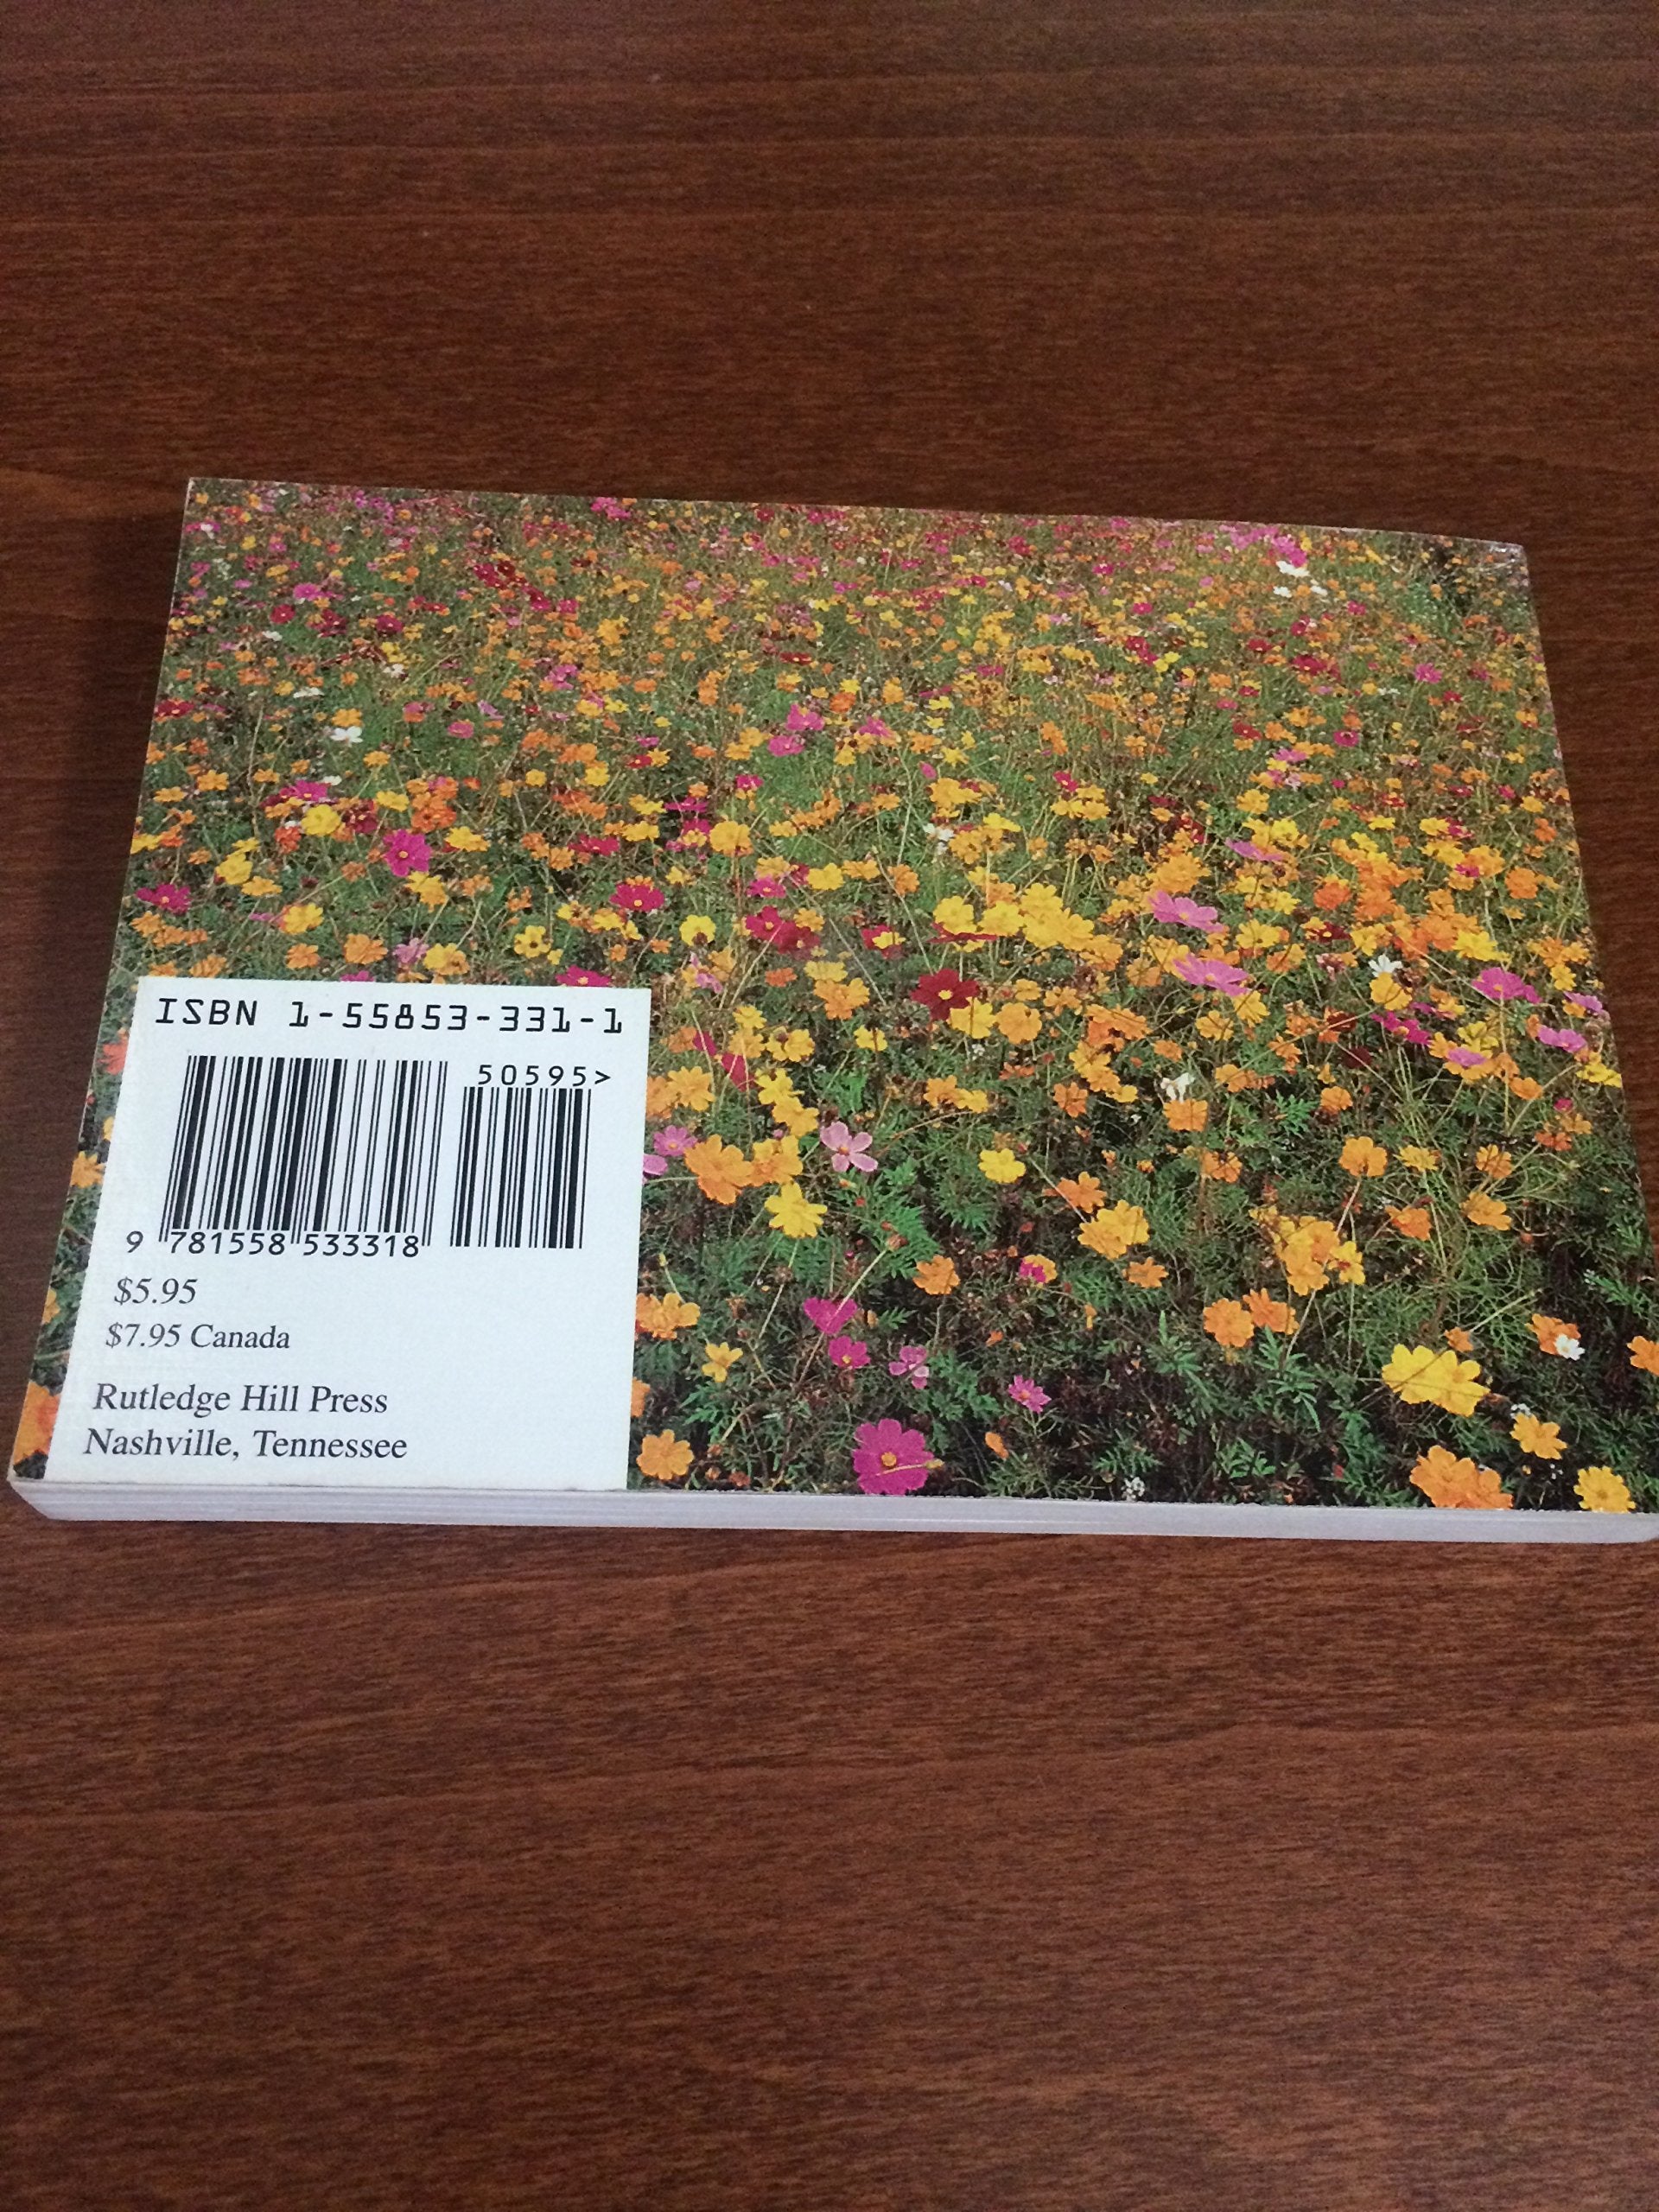 ISBN 1-55853-331-1
50595>
9 781558 533318
$5.95
$7.95 Canada
Rutledge Hill Press
Nashville, Tennessee